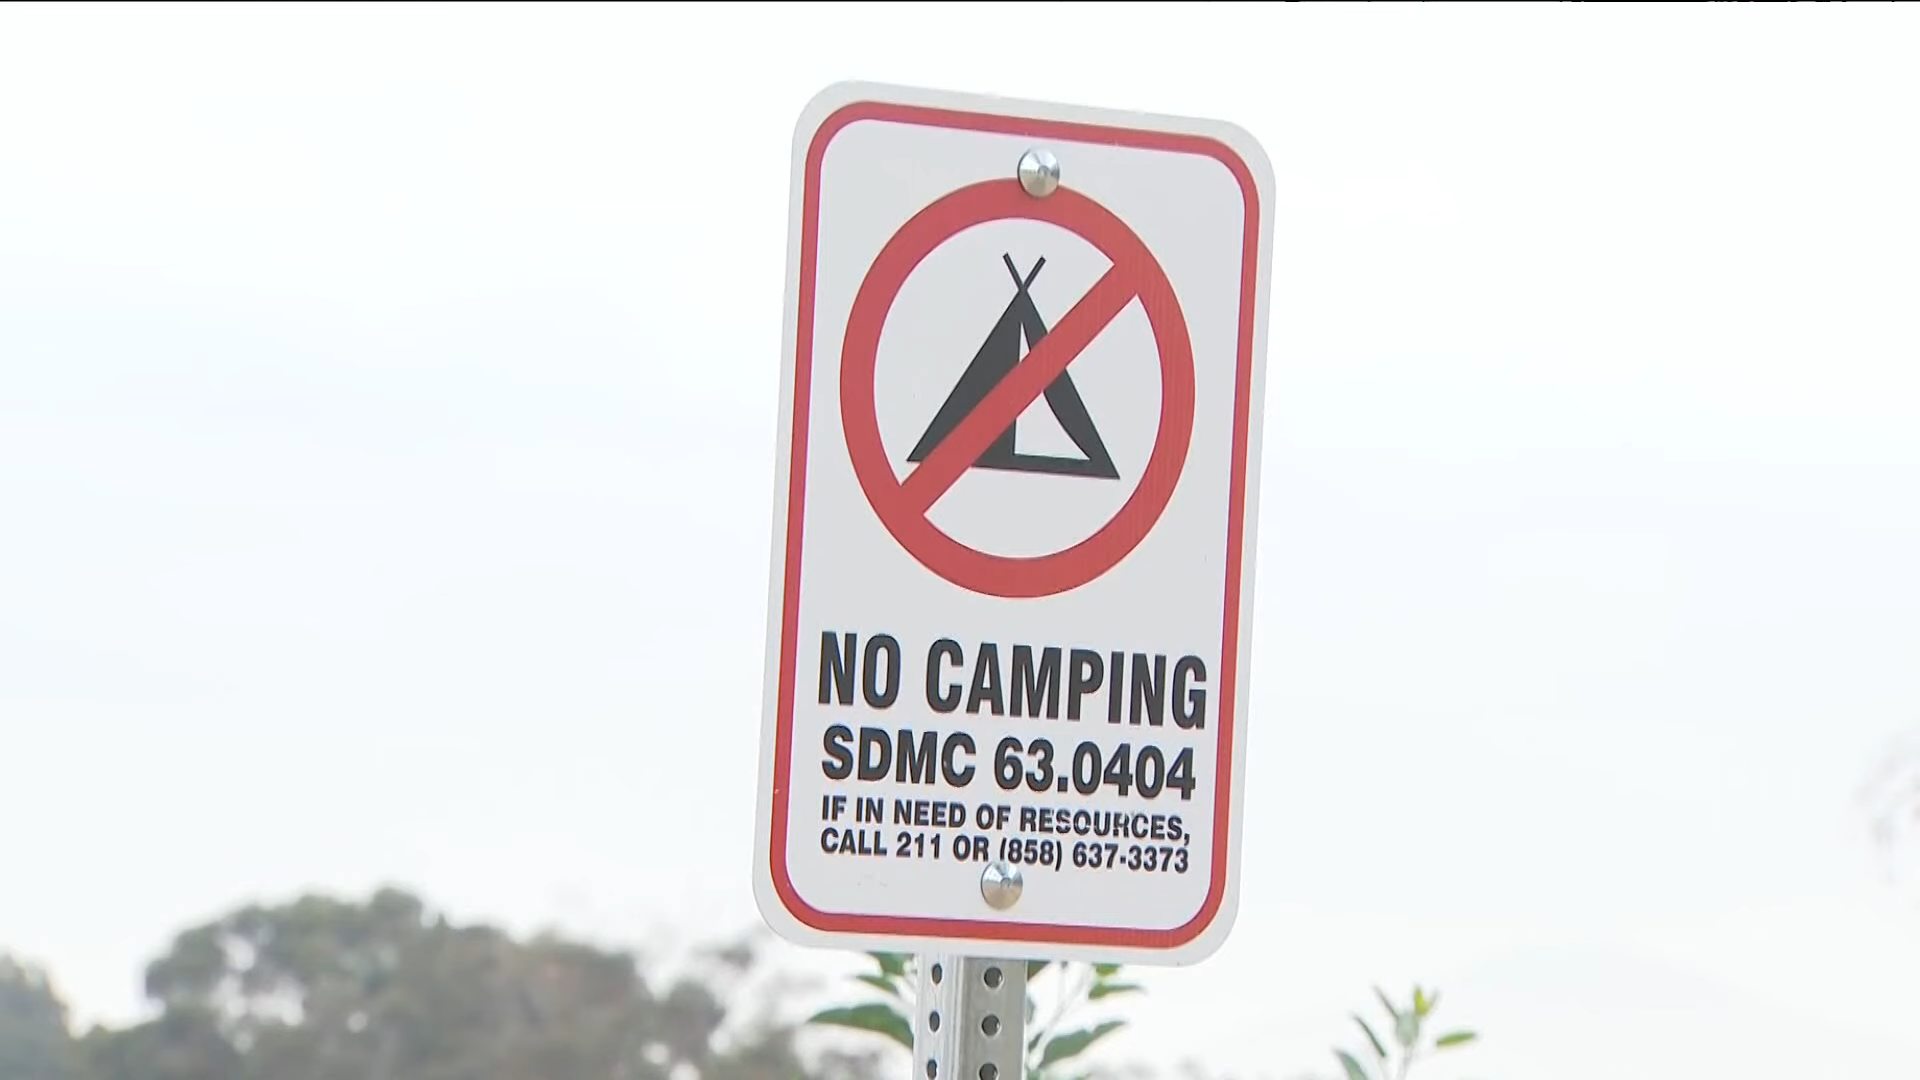 NO CAMPING
SDMC 63.0404
IF IN NEED OF RESOURCES,
CALL 211 OR (858) 637-3373